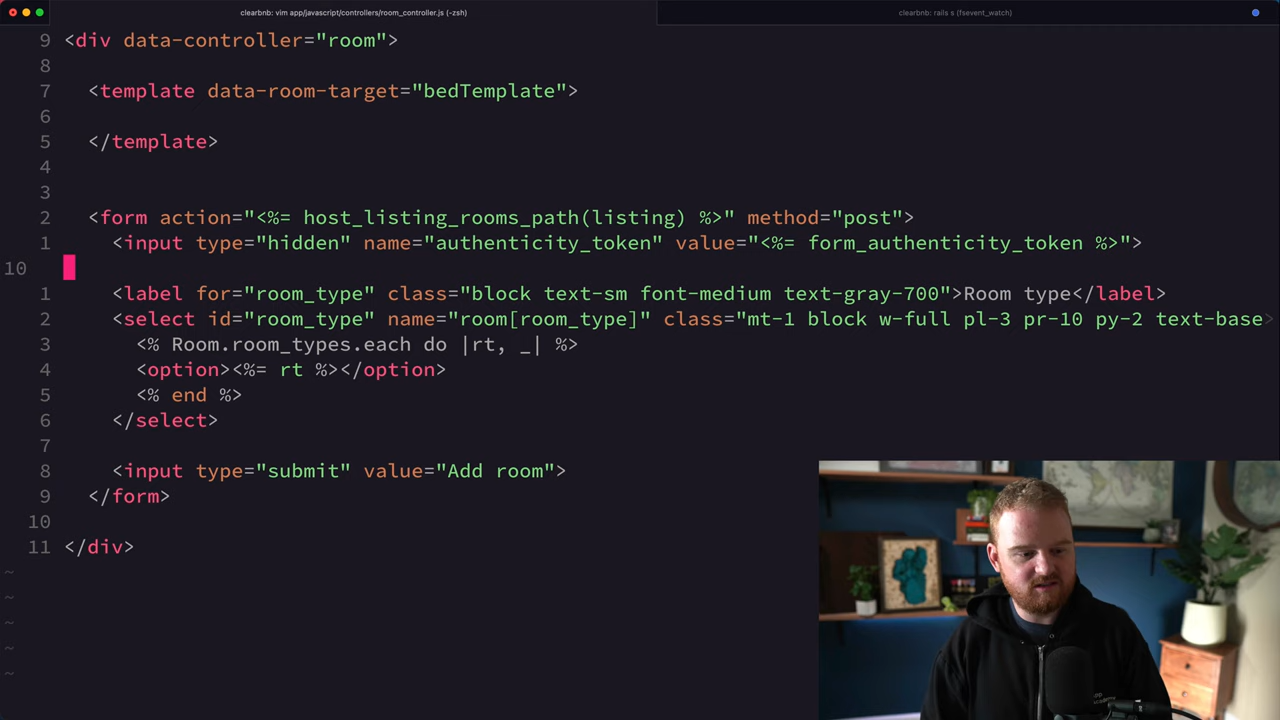 clearbnb: vim app/javascript/controllers/room_controller.js (-zsh)
clearbnb: rails s (fsevent_watch)
9 <div data-controller="room">
8
7 <template data-room-target="bedTemplate">
6
5 </template>
4
3
2 <form action="<%= host_listing_rooms_path(listing) %>" method="post">
1 <input type="hidden" name="authenticity_token" value="<%= form_authenticity_token %>">
10
1 <label for="room_type" class="block text-sm font-medium text-gray-700">Room type</label>
2 <select id="room_type" name="room[room_type]" class="mt-1 block w-full pl-3 pr-10 py-2 text-base>
3 <% Room.room_types.each do |rt, _| %>
4 <option><%= rt %></option>
5 <% end %>
6 </select>
7
8 <input type="submit" value="Add room">
9 </form>
10
11 </div>
~
~
~
~
~